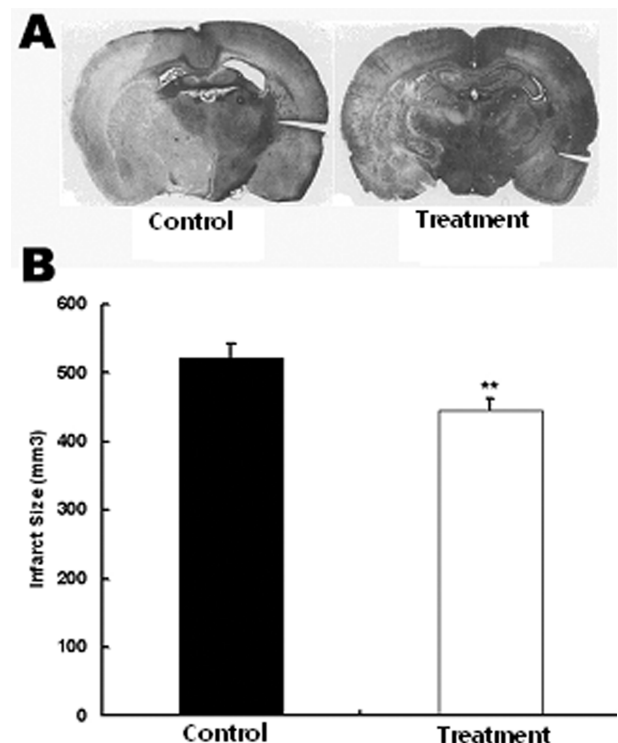 A
Control Treatment
B
Infarct Size (mm3)
600
500
400
300
200
100
0
**
Control Treatment